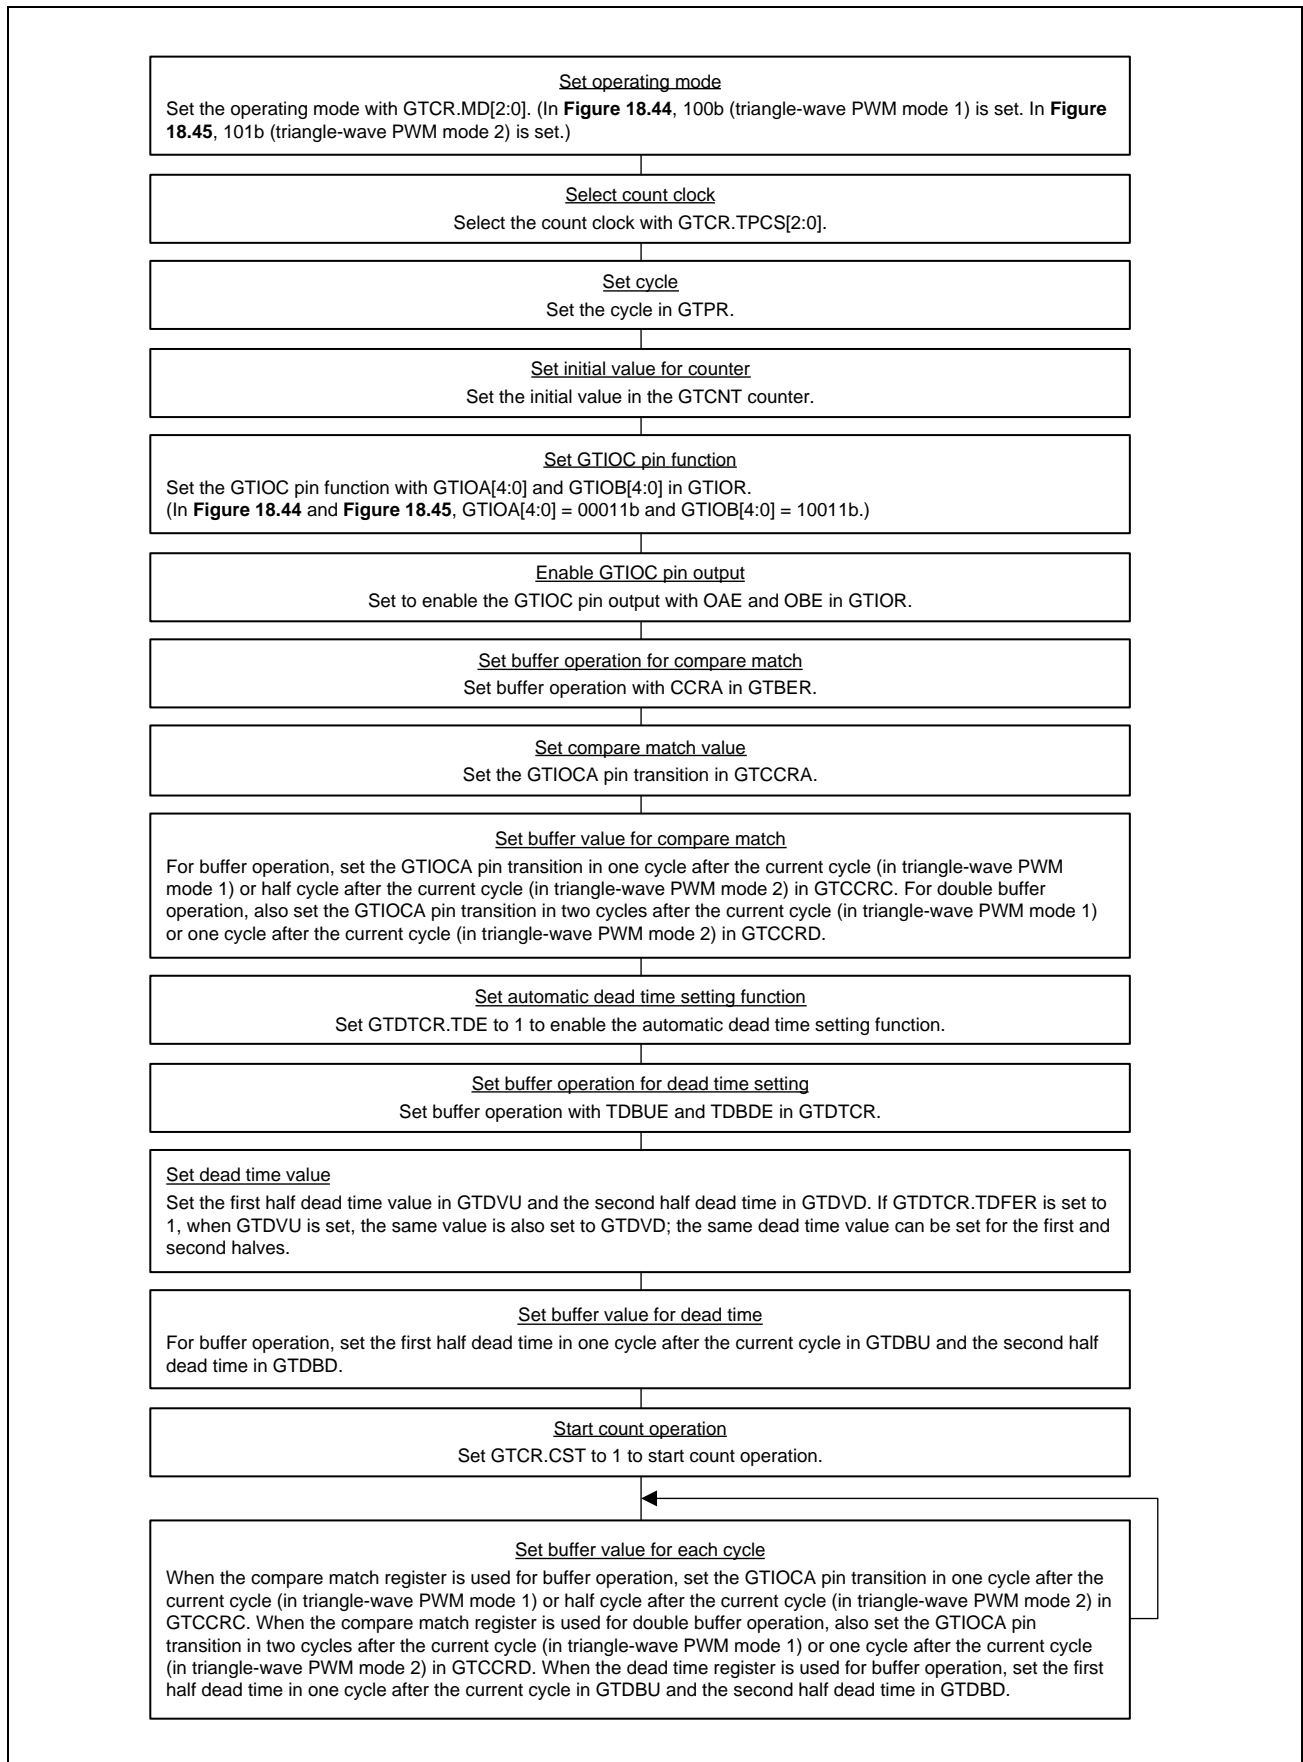 Set operating mode
Set the operating mode with GTCR.MD[2:0]. (In Figure 18.44, 100b (triangle-wave PWM mode 1) is set. In Figure
18.45, 101b (triangle-wave PWM mode 2) is set.)
Select count clock
Select the count clock with GTCR.TPCS[2:0].
Set cycle
Set the cycle in GTPR.
Set initial value for counter
Set the initial value in the GTCNT counter.
Set GTIOC pin function
Set the GTIOC pin function with GTIOA[4:0] and GTIOB[4:0] in GTIOR.
(In Figure 18.44 and Figure 18.45, GTIOA[4:0] = 00011b and GTIOB[4:0] = 10011b.)
Enable GTIOC pin output
Set to enable the GTIOC pin output with OAE and OBE in GTIOR.
Set buffer operation for compare match
Set buffer operation with CCRA in GTBER.
Set compare match value
Set the GTIOCA pin transition in GTCCRA.
Set buffer value for compare match
For buffer operation, set the GTIOCA pin transition in one cycle after the current cycle (in triangle-wave PWM
mode 1) or half cycle after the current cycle (in triangle-wave PWM mode 2) in GTCCRC. For double buffer
operation, also set the GTIOCA pin transition in two cycles after the current cycle (in triangle-wave PWM mode 1)
or one cycle after the current cycle (in triangle-wave PWM mode 2) in GTCCRD.
Set automatic dead time setting function
Set GTDTCR.TDE to 1 to enable the automatic dead time setting function.
Set buffer operation for dead time setting
Set buffer operation with TDBUE and TDBDE in GTDTCR.
Set dead time value
Set the first half dead time value in GTDVU and the second half dead time in GTDVD. If GTDTCR.TDFER is set to
1, when GTDVU is set, the same value is also set to GTDVD; the same dead time value can be set for the first and
second halves.
Set buffer value for dead time
For buffer operation, set the first half dead time in one cycle after the current cycle in GTDBU and the second half
dead time in GTDBD.
Start count operation
Set GTCR.CST to 1 to start count operation.
Set buffer value for each cycle
When the compare match register is used for buffer operation, set the GTIOCA pin transition in one cycle after the
current cycle (in triangle-wave PWM mode 1) or half cycle after the current cycle (in triangle-wave PWM mode 2) in
GTCCRC. When the compare match register is used for double buffer operation, also set the GTIOCA pin
transition in two cycles after the current cycle (in triangle-wave PWM mode 1) or one cycle after the current cycle
(in triangle-wave PWM mode 2) in GTCCRD. When the dead time register is used for buffer operation, set the first
half dead time in one cycle after the current cycle in GTDBU and the second half dead time in GTDBD.